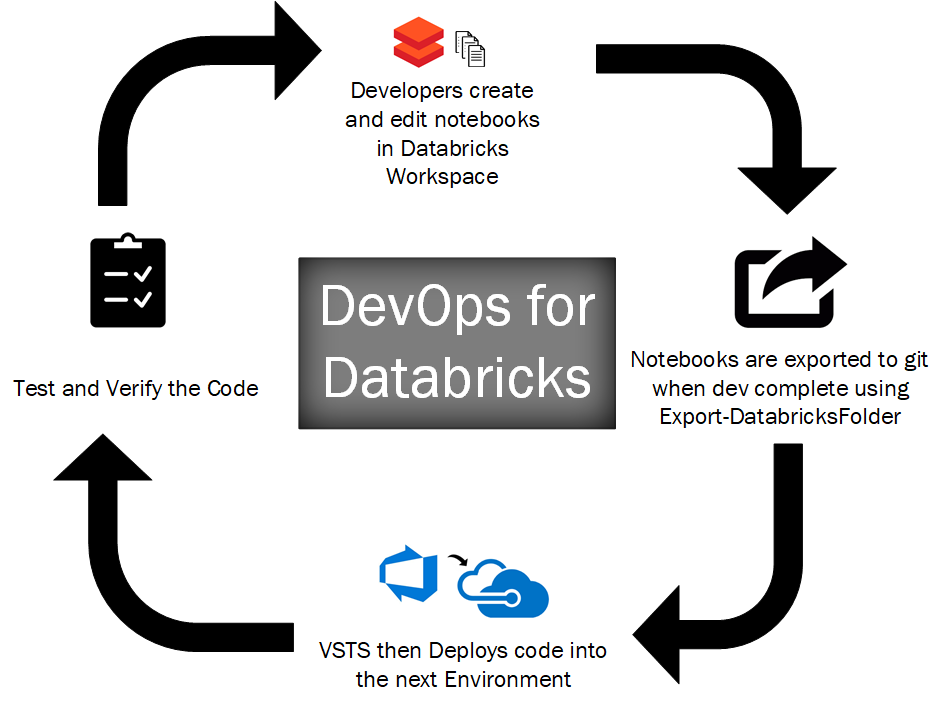 Developers create
and edit notebooks
in Databricks
Workspace
DevOps for
Databricks
Notebooks are exported to git
when dev complete using
Export-DatabricksFolder
Test and Verify the Code
VSTS then Deploys code into
the next Environment